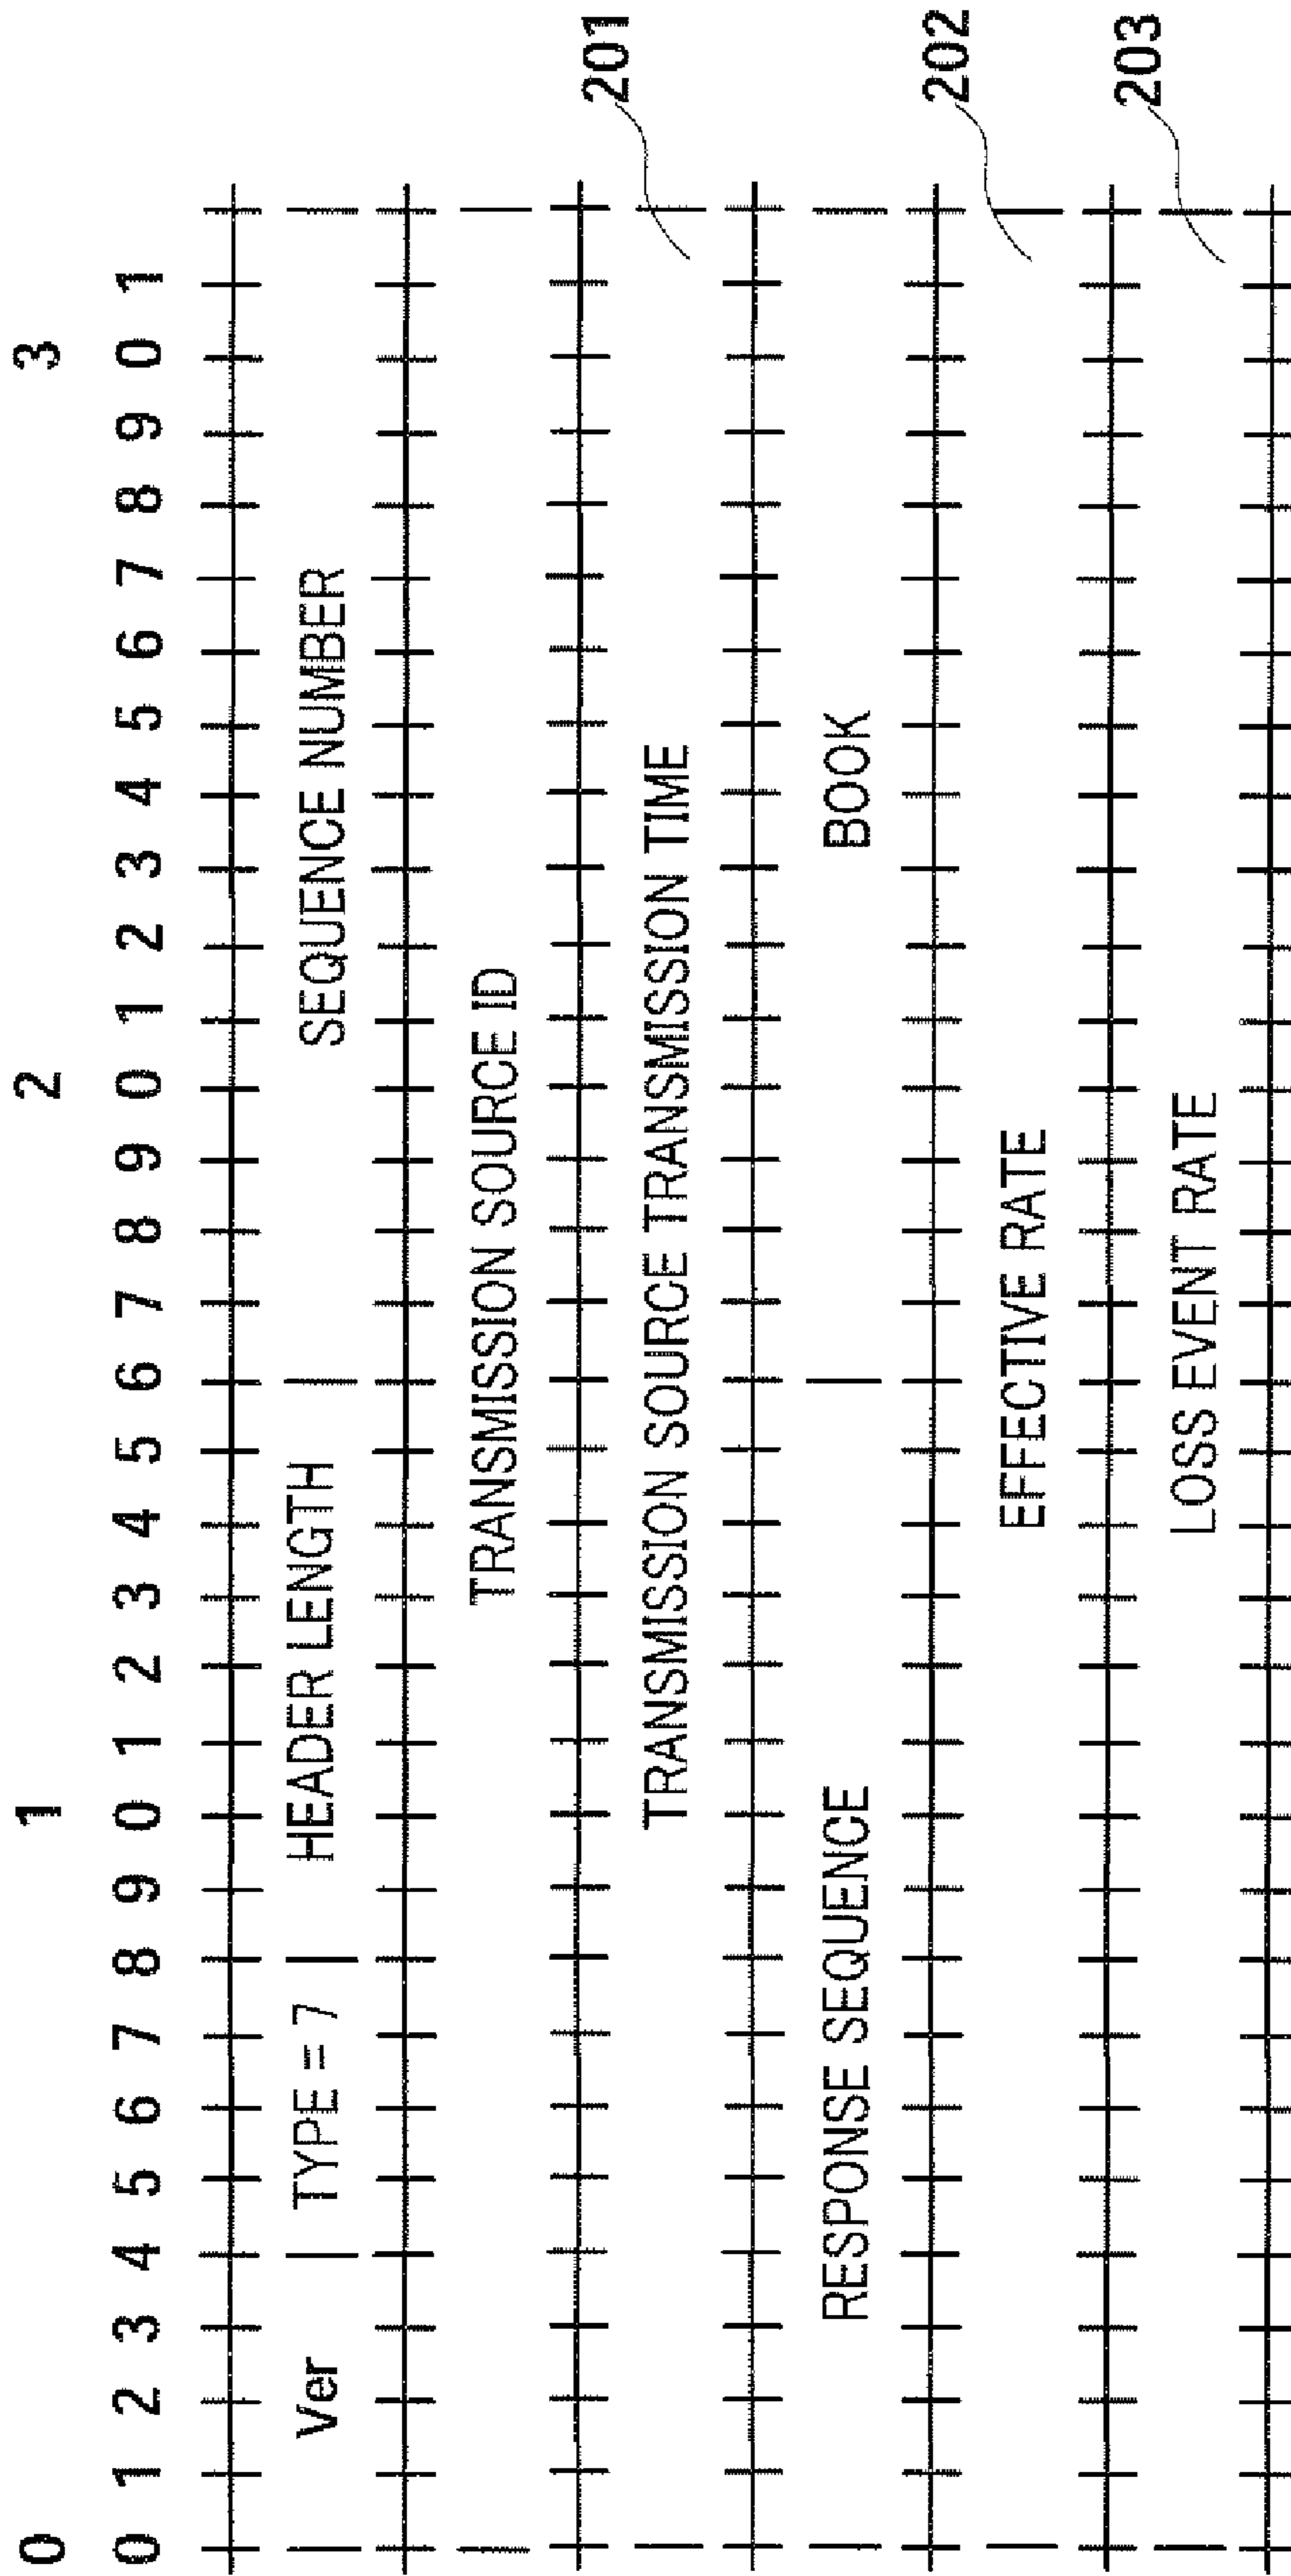 0 1 2 3
0 1 2 3 4 5 6 7 8 9 0 1 2 3 4 5 6 7 8 9 0 1 2 3 4 5 6 7 8 9 0 1
Ver TYPE = 7 HEADER LENGTH SEQUENCE NUMBER
TRANSMISSION SOURCE ID
201
TRANSMISSION SOURCE TRANSMISSION TIME
RESPONSE SEQUENCE BOOK
202
EFFECTIVE RATE
203
LOSS EVENT RATE